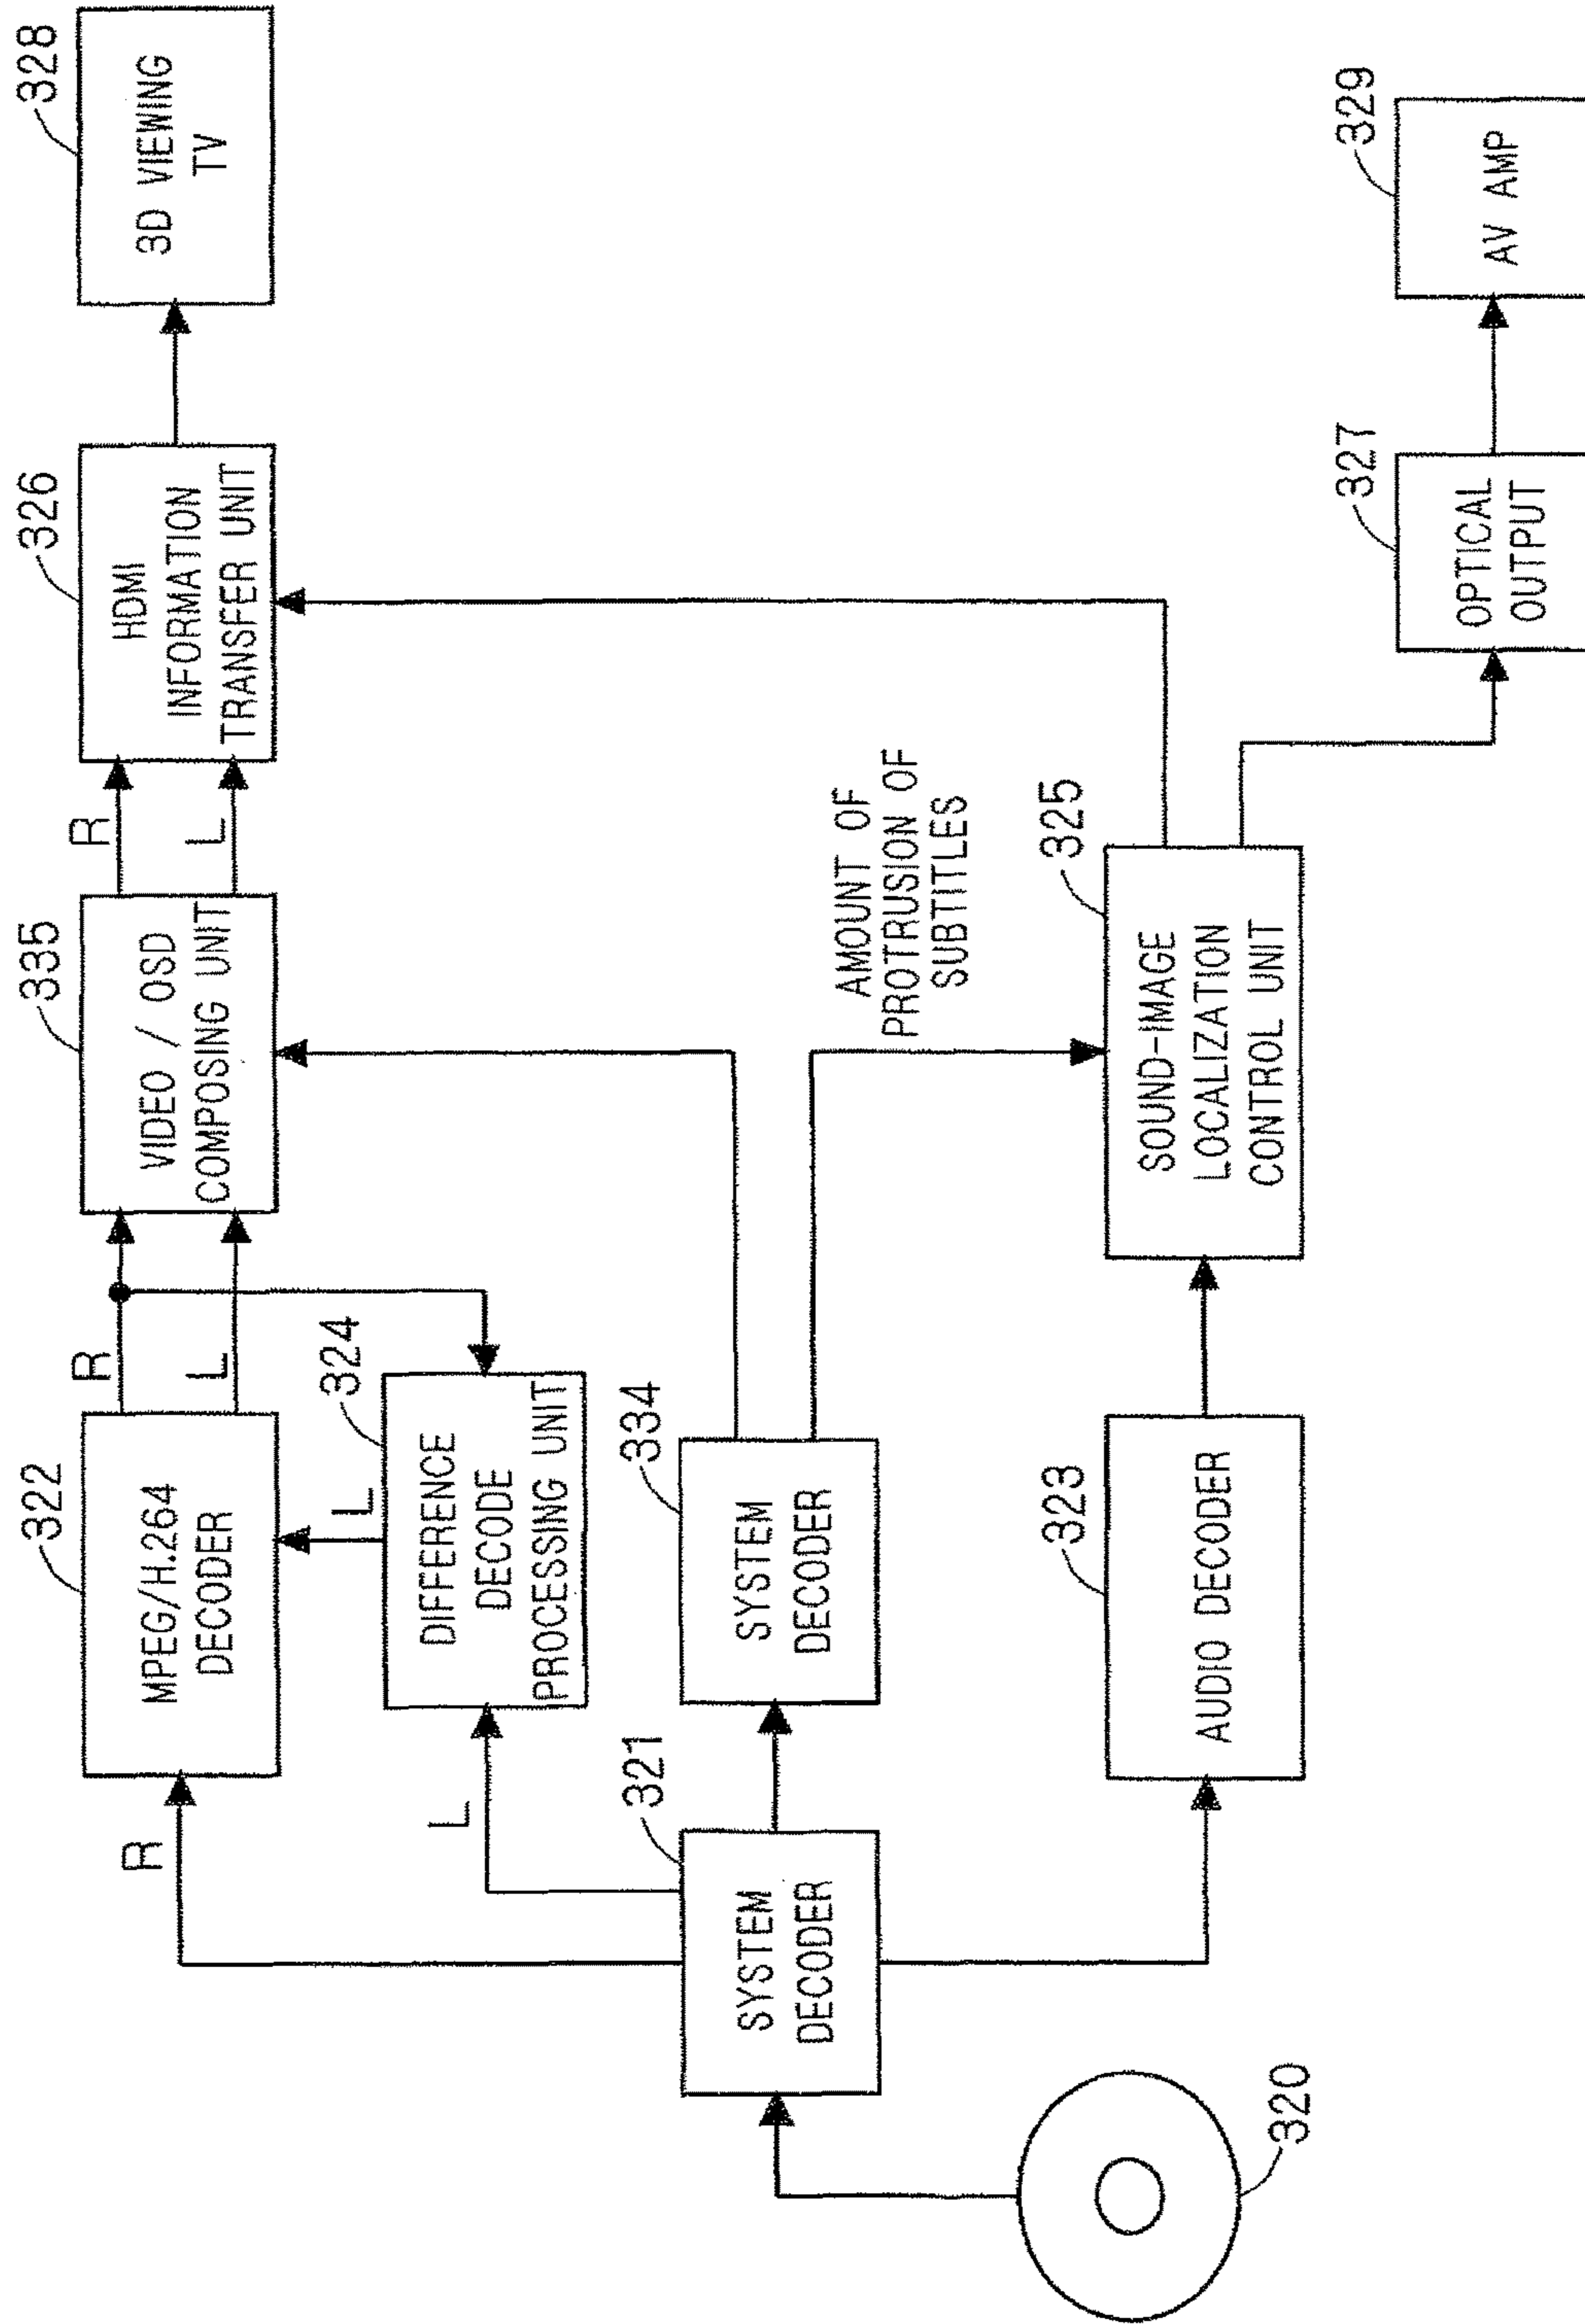 322
MPEG/H.264
DECODER
R
R
L
335
VIDEO / OSD
COMPOSING UNIT
R
L
326
HDMI
INFORMATION
TRANSFER UNIT
328
3D VIEWING
TV
324
DIFFERENCE
DECODE
PROCESSING UNIT
L
L
321
SYSTEM
DECODER
334
SYSTEM
DECODER
AMOUNT OF
PROTRUSION OF
SUBTITLES
320
323
AUDIO DECODER
325
SOUND-IMAGE
LOCALIZATION
CONTROL UNIT
327
OPTICAL
OUTPUT
329
AV AMP